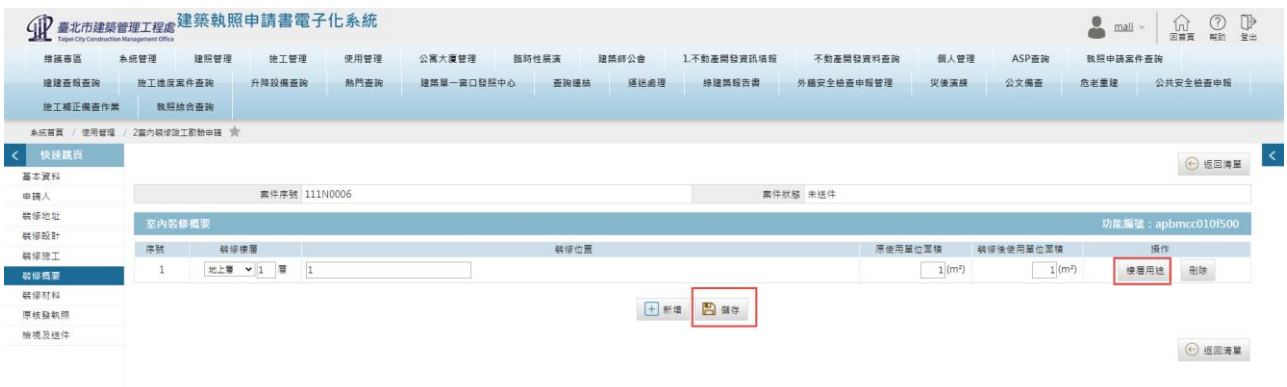 臺北市建築管理工程處 建築執照申請書電子化系統
Taipei City Construction Management Office
mall
回首頁 幫助 登出
維護專區 系統管理 建照管理 施工管理 使用管理 公寓大廈管理 臨時性展演 建築師公會 1.不動產開發資訊填報 不動產開發資料查詢 個人管理 ASP查詢 執照申請案件查詢
違建查報查詢 施工進度案件查詢 升降設備查詢 熱門查詢 建築單一窗口發照中心 查詢連結 遞送處理 綠建築報告書 外牆安全檢查申報管理 災後演練 公文備查 危老重建 公共安全檢查申報
施工補正備查作業 執照綜合查詢
系統首頁 / 使用管理 / 2室內裝修竣工勘驗申請
快速跳頁
返回清單
基本資料
申請人
案件序號 111N0006 案件狀態 未送件
裝修地址
裝修設計
室內裝修概要 功能編號：apbmcc010f500
裝修施工
序號 裝修樓層 裝修位置 原使用單位面積 裝修後使用單位面積 操作
裝修概要
1 地上層 1 層 1 1 (m²) 1 (m²) 樓層用途 刪除
裝修材料
原核發執照
新增 儲存
檢視及送件
返回清單